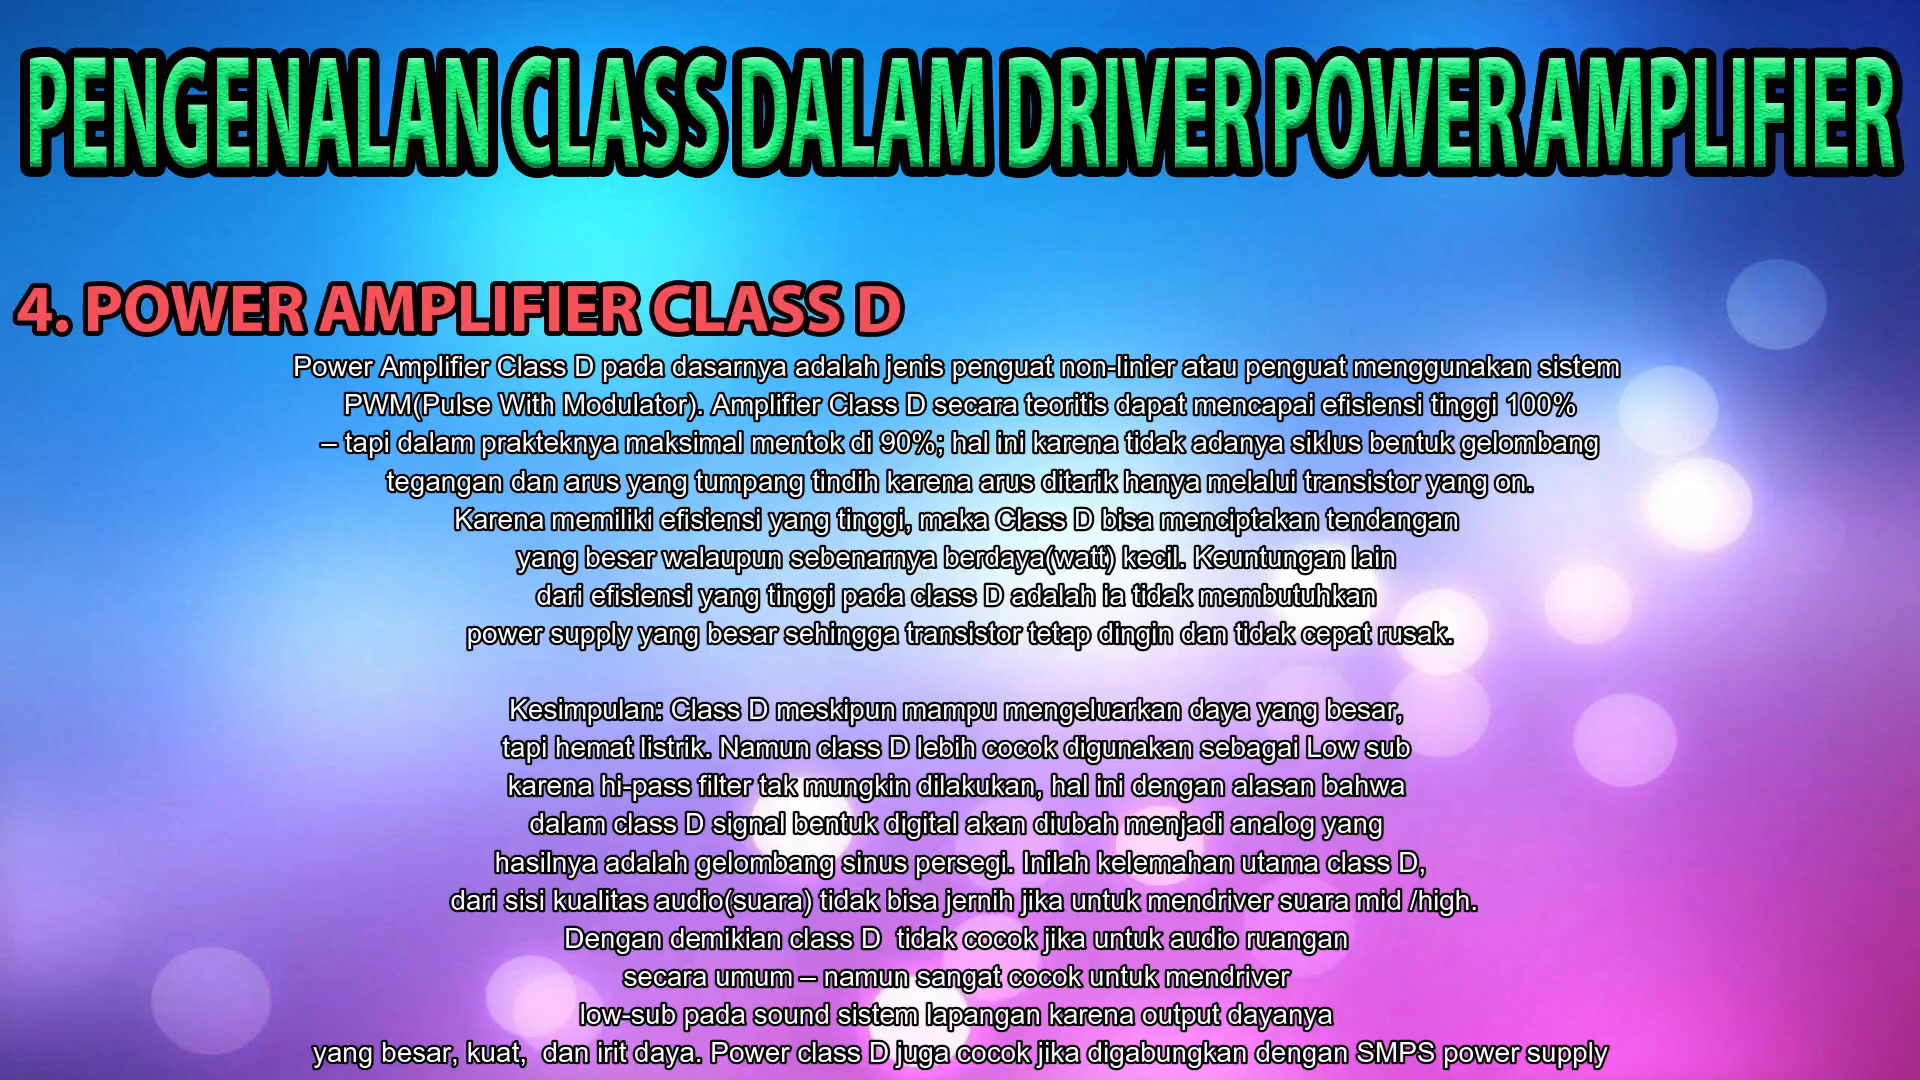 PENGENALAN CLASS DALAM DRIVER POWER AMPLIFIER
4. POWER AMPLIFIER CLASS D
Power Amplifier Class D pada dasarnya adalah jenis penguat non-linier atau penguat menggunakan sistem
PWM(Pulse With Modulator). Amplifier Class D secara teoritis dapat mencapai efisiensi tinggi 100%
– tapi dalam prakteknya maksimal mentok di 90%; hal ini karena tidak adanya siklus bentuk gelombang
tegangan dan arus yang tumpang tindih karena arus ditarik hanya melalui transistor yang on.
Karena memiliki efisiensi yang tinggi, maka Class D bisa menciptakan tendangan
yang besar walaupun sebenarnya berdaya(watt) kecil. Keuntungan lain
dari efisiensi yang tinggi pada class D adalah ia tidak membutuhkan
power supply yang besar sehingga transistor tetap dingin dan tidak cepat rusak.
Kesimpulan: Class D meskipun mampu mengeluarkan daya yang besar,
tapi hemat listrik. Namun class D lebih cocok digunakan sebagai Low sub
karena hi-pass filter tak mungkin dilakukan, hal ini dengan alasan bahwa
dalam class D signal bentuk digital akan diubah menjadi analog yang
hasilnya adalah gelombang sinus persegi. Inilah kelemahan utama class D,
dari sisi kualitas audio(suara) tidak bisa jernih jika untuk mendriver suara mid /high.
Dengan demikian class D  tidak cocok jika untuk audio ruangan
secara umum – namun sangat cocok untuk mendriver
low-sub pada sound sistem lapangan karena output dayanya
yang besar, kuat,  dan irit daya. Power class D juga cocok jika digabungkan dengan SMPS power supply